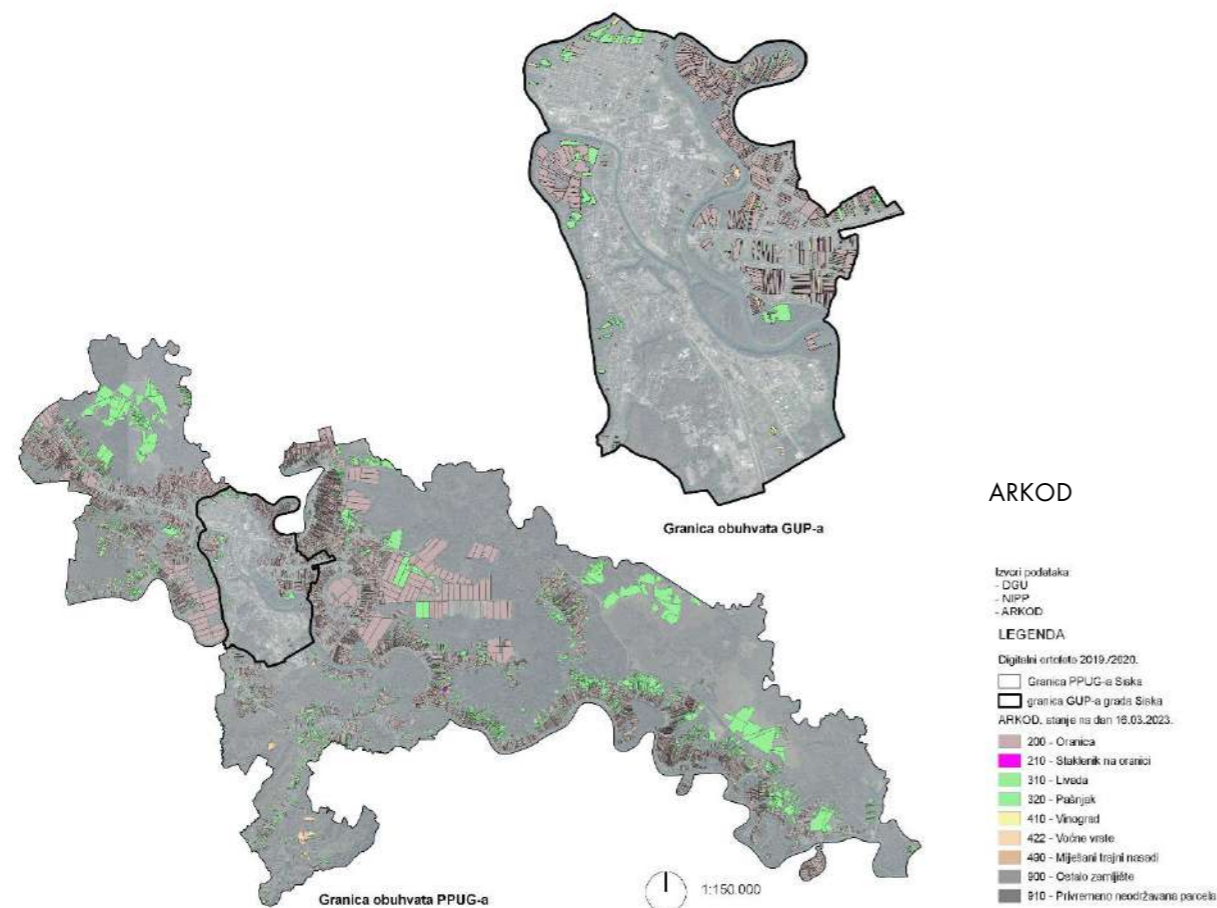 Granica obuhvata GUP-a
ARKOD
Izvori podataka:
- DGU
- NIPP
- ARKOD
LEGENDA
Digitalni ortofoto 2019./2020.
Granica PPUG-a Siska
granica GUP-a grada Siska
ARKOD, stanje na dan 16.03.2023.
200 - Oranica
210 - Staklenik na oranici
310 - Livada
320 - Pašnjak
410 - Vinograd
422 - Voćne vrste
490 - Miješani trajni nasadi
900 - Ostalo zemljište
910 - Privremeno neodržavana parcela
Granica obuhvata PPUG-a
1:150.000